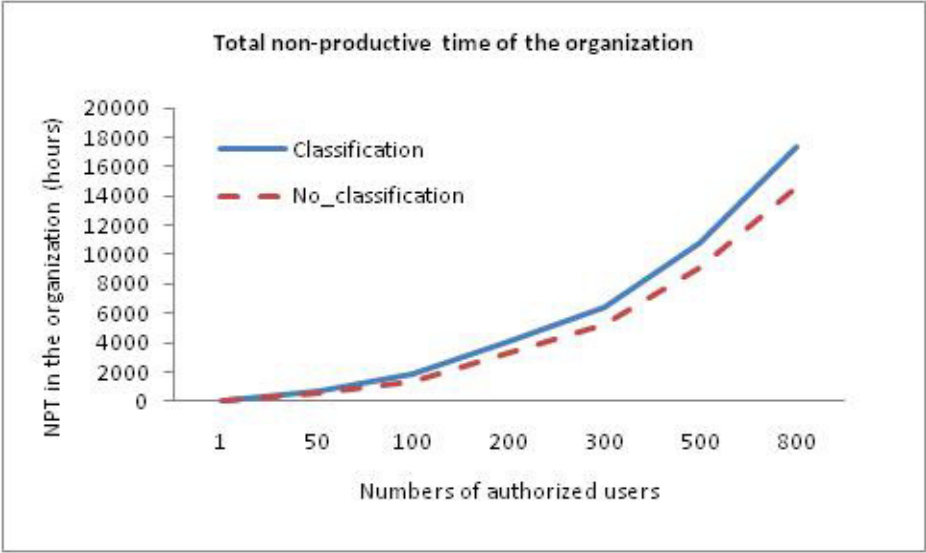 Total non-productive time of the organization
NPT in the organization (hours)
20000
18000
16000
14000
12000
10000
8000
6000
4000
2000
0
Classification
No_classification
1 50 100 200 300 500 800
Numbers of authorized users